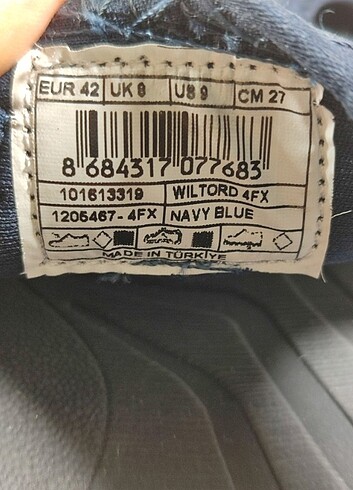 EUR 42 UK 8 US 9 CM 27
8 684317 077683
101613319 WILTORD 4FX
1205467-4FX NAVY BLUE
MADE IN TÜRKİYE